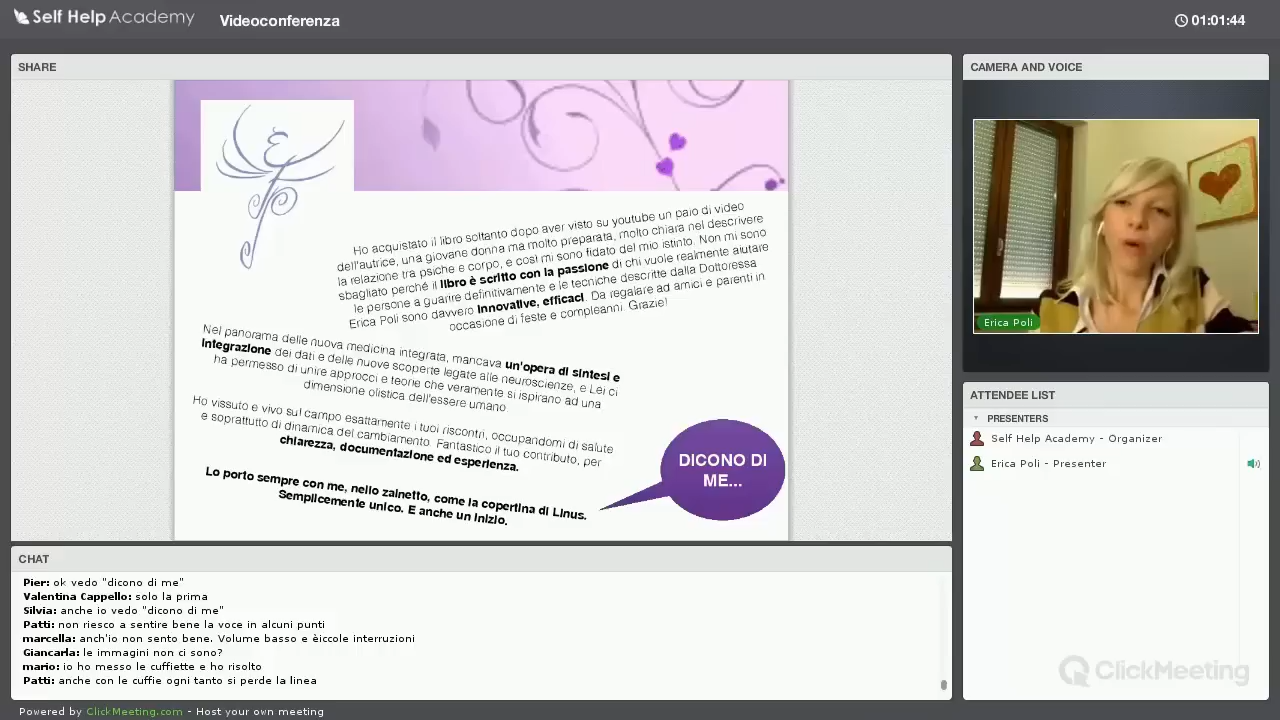 Self Help Academy
Videoconferenza
01:01:44
SHARE
Ho acquistato il libro soltanto dopo aver visto su youtube un paio di video
dell'autrice, una giovane donna ma molto preparata, molto chiara nel descrivere
la relazione tra psiche e corpo, e così mi sono fidato del mio istinto. Non mi sono
sbagliato perché il libro è scritto con la passione di chi vuole realmente aiutare
le persone a guarire definitivamente e le tecniche descritte dalla Dottoressa
Erica Poli sono davvero innovative, efficaci. Da regalare ad amici e parenti in
occasione di feste e compleanni. Grazie!
Nel panorama delle nuova medicina integrata, mancava un'opera di sintesi e
integrazione dei dati e delle nuove scoperte legate alle neuroscienze, e Lei ci
ha permesso di unire approcci e teorie che veramente si ispirano ad una
dimensione olistica dell'essere umano.
Ho vissuto e vivo sul campo esattamente i tuoi riscontri, occupandomi di salute
e soprattutto di dinamica del cambiamento. Fantastico il tuo contributo, per
chiarezza, documentazione ed esperienza.
Lo porto sempre con me, nello zainetto, come la copertina di Linus.
Semplicemente unico. E anche un inizio.
DICONO DI
ME...
CAMERA AND VOICE
Erica Poli
ATTENDEE LIST
PRESENTERS
Self Help Academy - Organizer
Erica Poli - Presenter
CHAT
Pier: ok vedo "dicono di me"
Valentina Cappello: solo la prima
Silvia: anche io vedo "dicono di me"
Patti: non riesco a sentire bene la voce in alcuni punti
marcella: anch'io non sento bene. Volume basso e èiccole interruzioni
Giancarla: le immagini non ci sono?
mario: io ho messo le cuffiette e ho risolto
Patti: anche con le cuffie ogni tanto si perde la linea
ClickMeeting
Powered by ClickMeeting.com - Host your own meeting